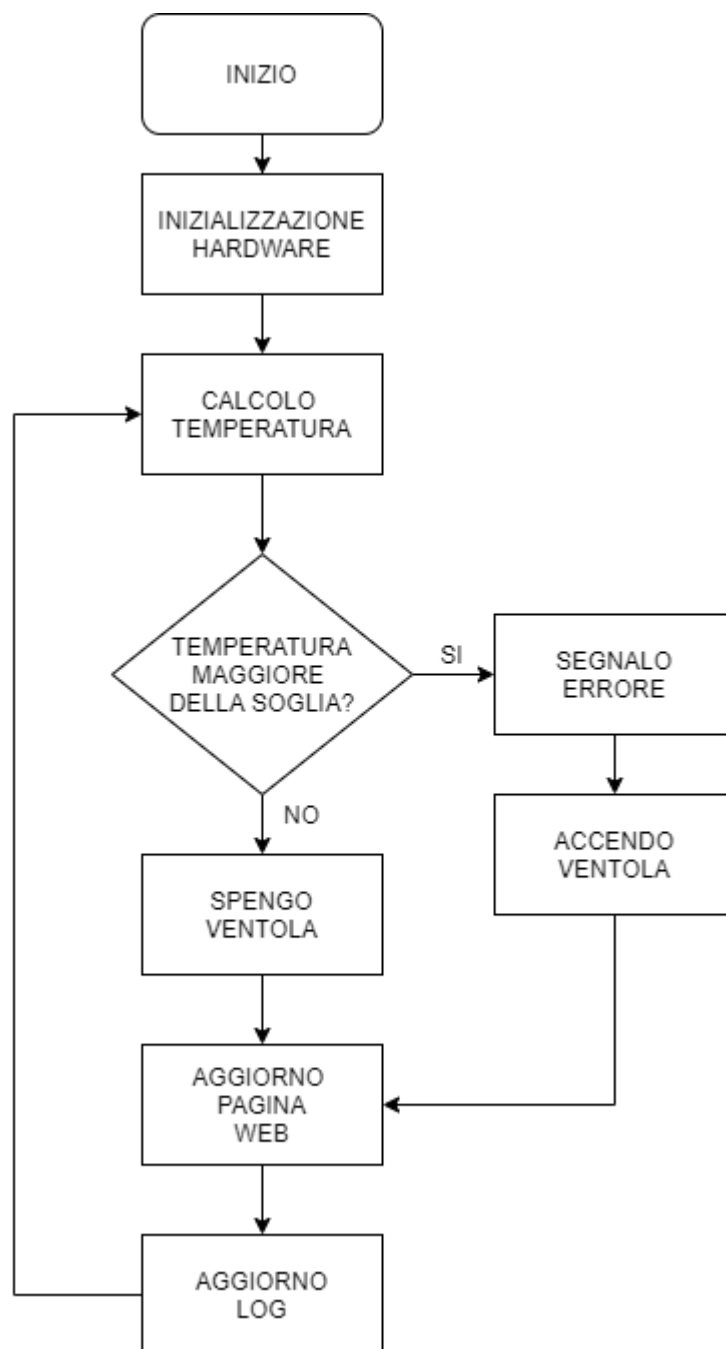 INIZIO
INIZIALIZZAZIONE
HARDWARE
CALCOLO
TEMPERATURA
TEMPERATURA
MAGGIORE
DELLA SOGLIA?
SI
SEGNALO
ERRORE
NO
ACCENDO
VENTOLA
SPENGO
VENTOLA
AGGIORNO
PAGINA
WEB
AGGIORNO
LOG